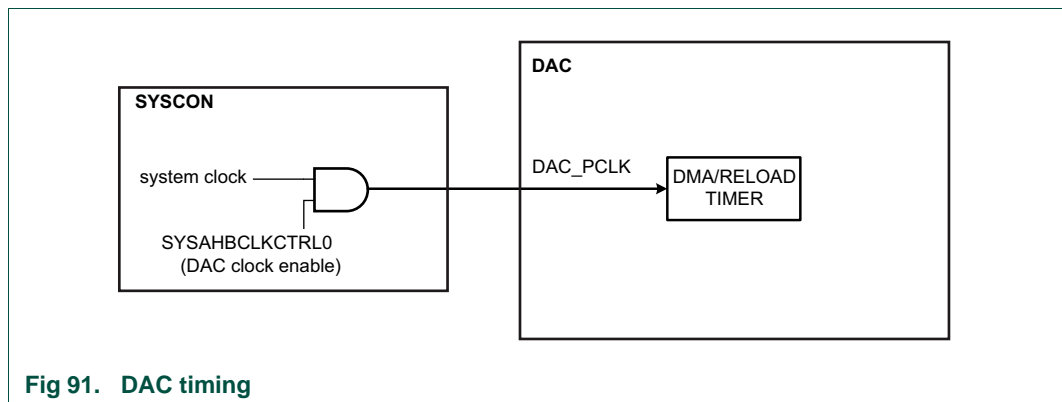 DAC
SYSCON
system clock
DAC_PCLK
DMA/RELOAD
TIMER
SYSAHBCLKCTRL0
(DAC clock enable)
Fig 91. DAC timing